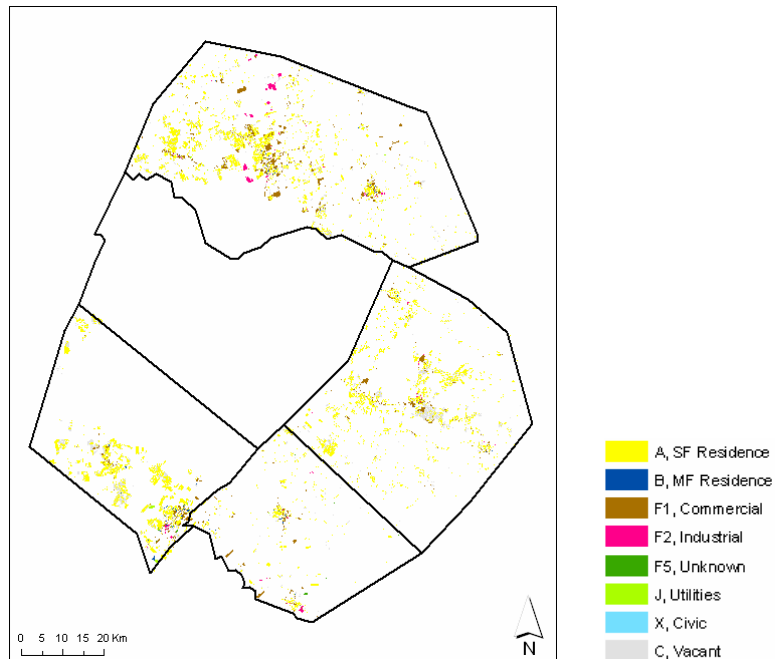 A, SF Residence
B, MF Residence
F1, Commercial
F2, Industrial
F5, Unknown
J, Utilities
X, Civic
C, Vacant
0 5 10 15 20 Km
N